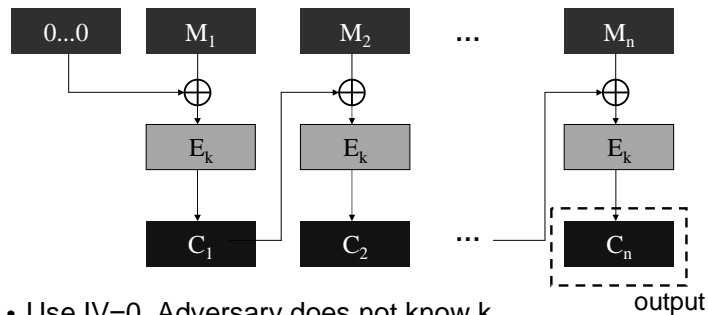 0...0 M1 M2 ... Mn
Ek Ek Ek
C1 C2 ... Cn
output
• Use IV=0. Adversary does not know k